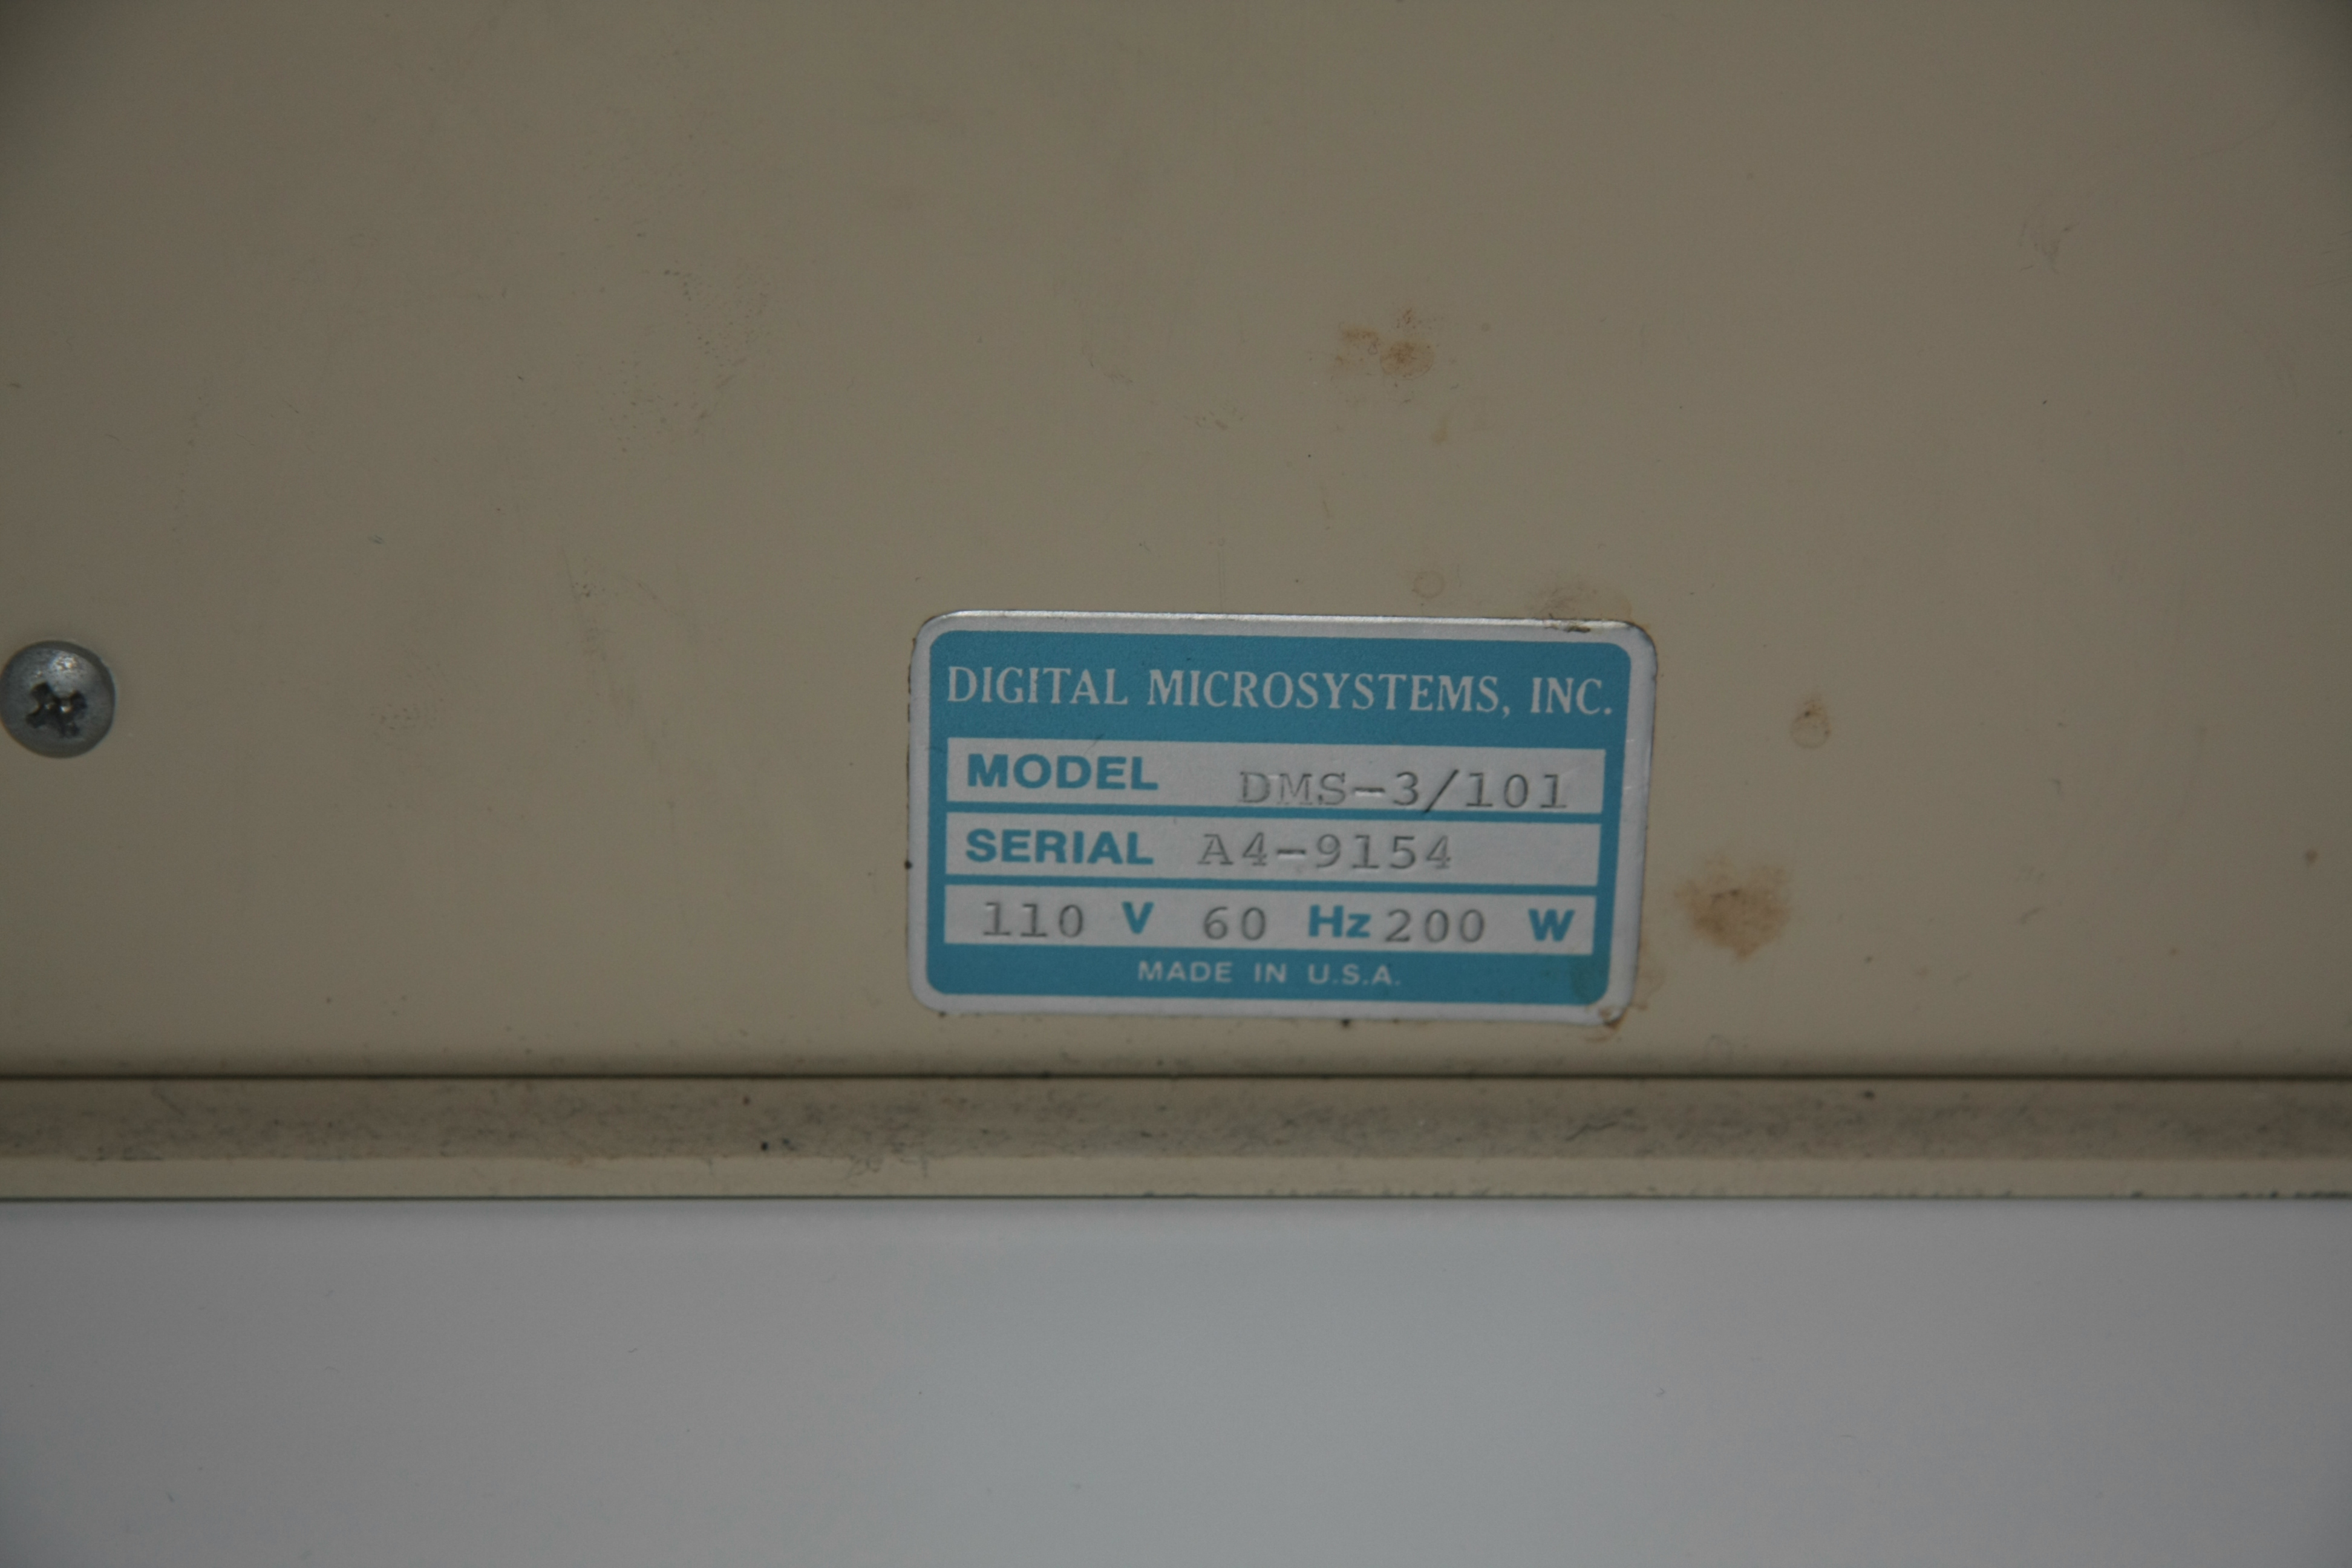 DIGITAL MICROSYSTEMS, INC.
MODEL DMS-3/101
SERIAL A4-9154
110 V 60 Hz 200 W
MADE IN U.S.A.